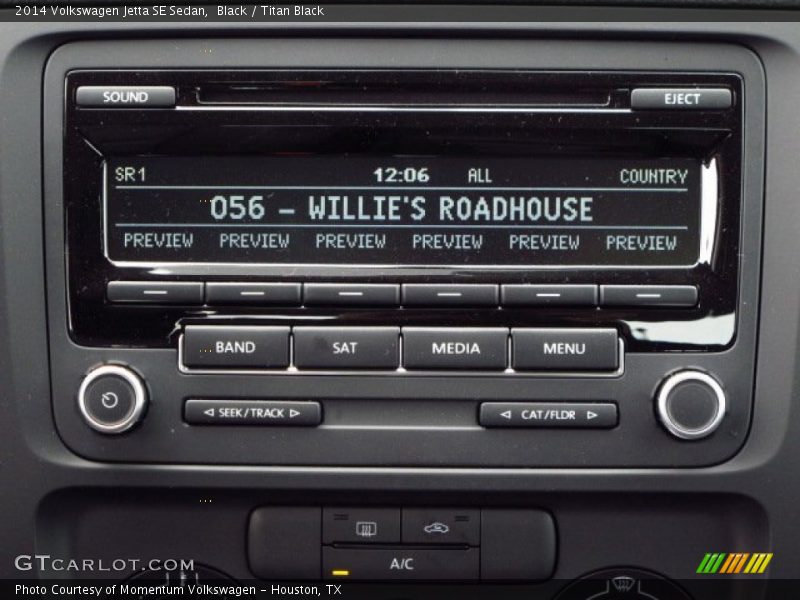 2014 Volkswagen Jetta SE Sedan,  Black / Titan Black
SOUND
EJECT
SR1 12:06 ALL COUNTRY
056 - WILLIE'S ROADHOUSE
PREVIEW PREVIEW PREVIEW PREVIEW PREVIEW PREVIEW
BAND SAT MEDIA MENU
SEEK/TRACK
CAT/FLDR
A/C
GTCARLOT.COM
Photo Courtesy of Momentum Volkswagen - Houston, TX